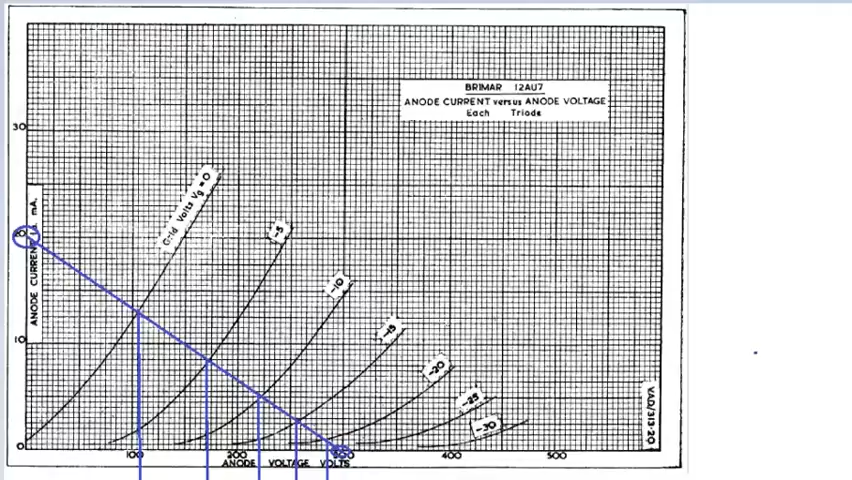 BRIMAR 12AU7
ANODE CURRENT versus ANODE VOLTAGE
Each Triode
30
Grid Volts Vg = 0
-5
-10
-15
-20
-25
-30
ANODE CURRENT
mA.
10
0
100
200
300
400
500
ANODE VOLTAGE VOLTS
VAD/313·20